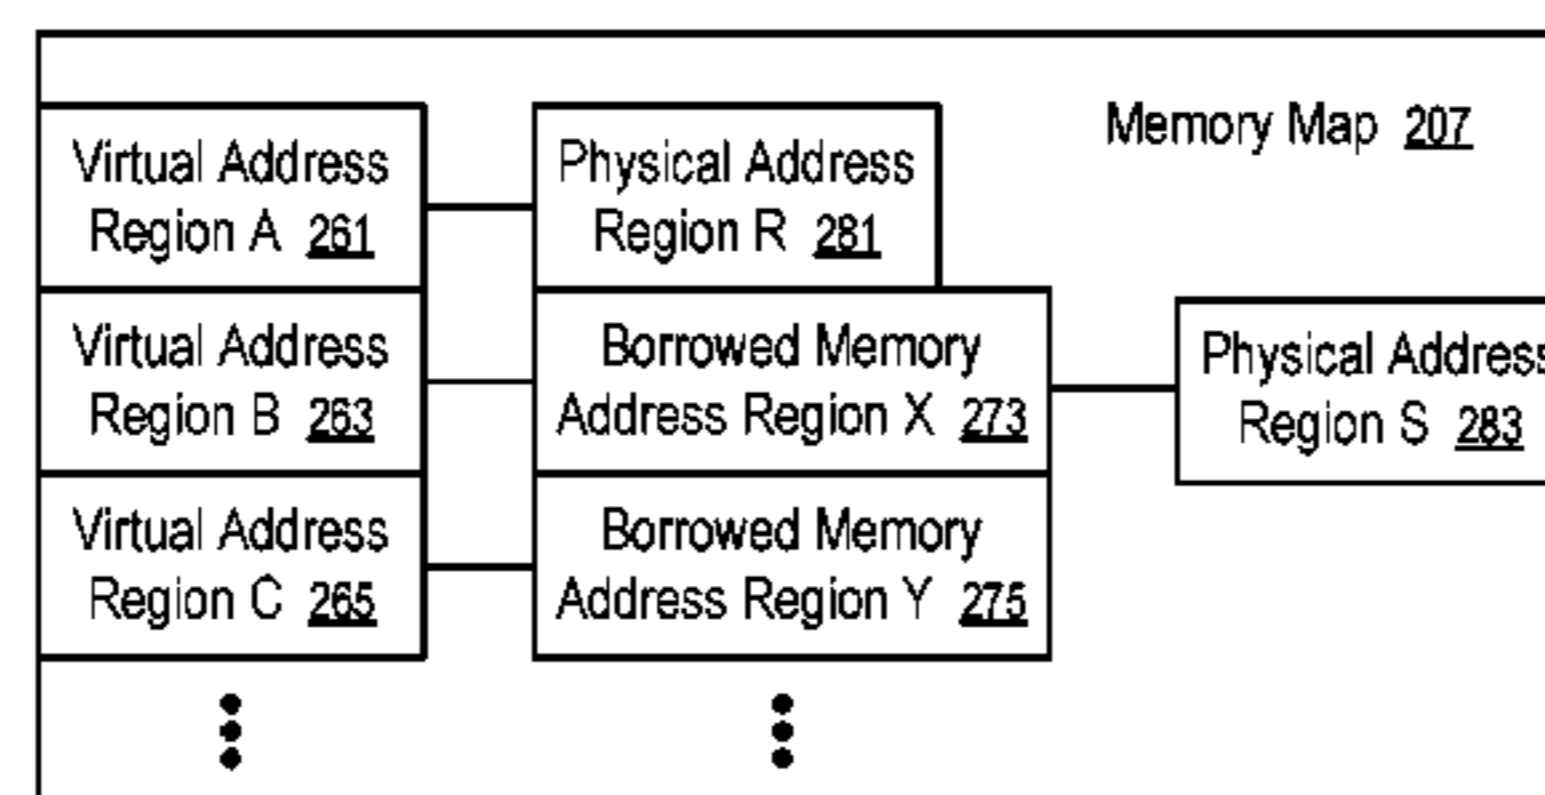 Memory Map 207
Virtual Address
Region A 261
Physical Address
Region R 281
Virtual Address
Region B 263
Borrowed Memory
Address Region X 273
Physical Address
Region S 283
Virtual Address
Region C 265
Borrowed Memory
Address Region Y 275